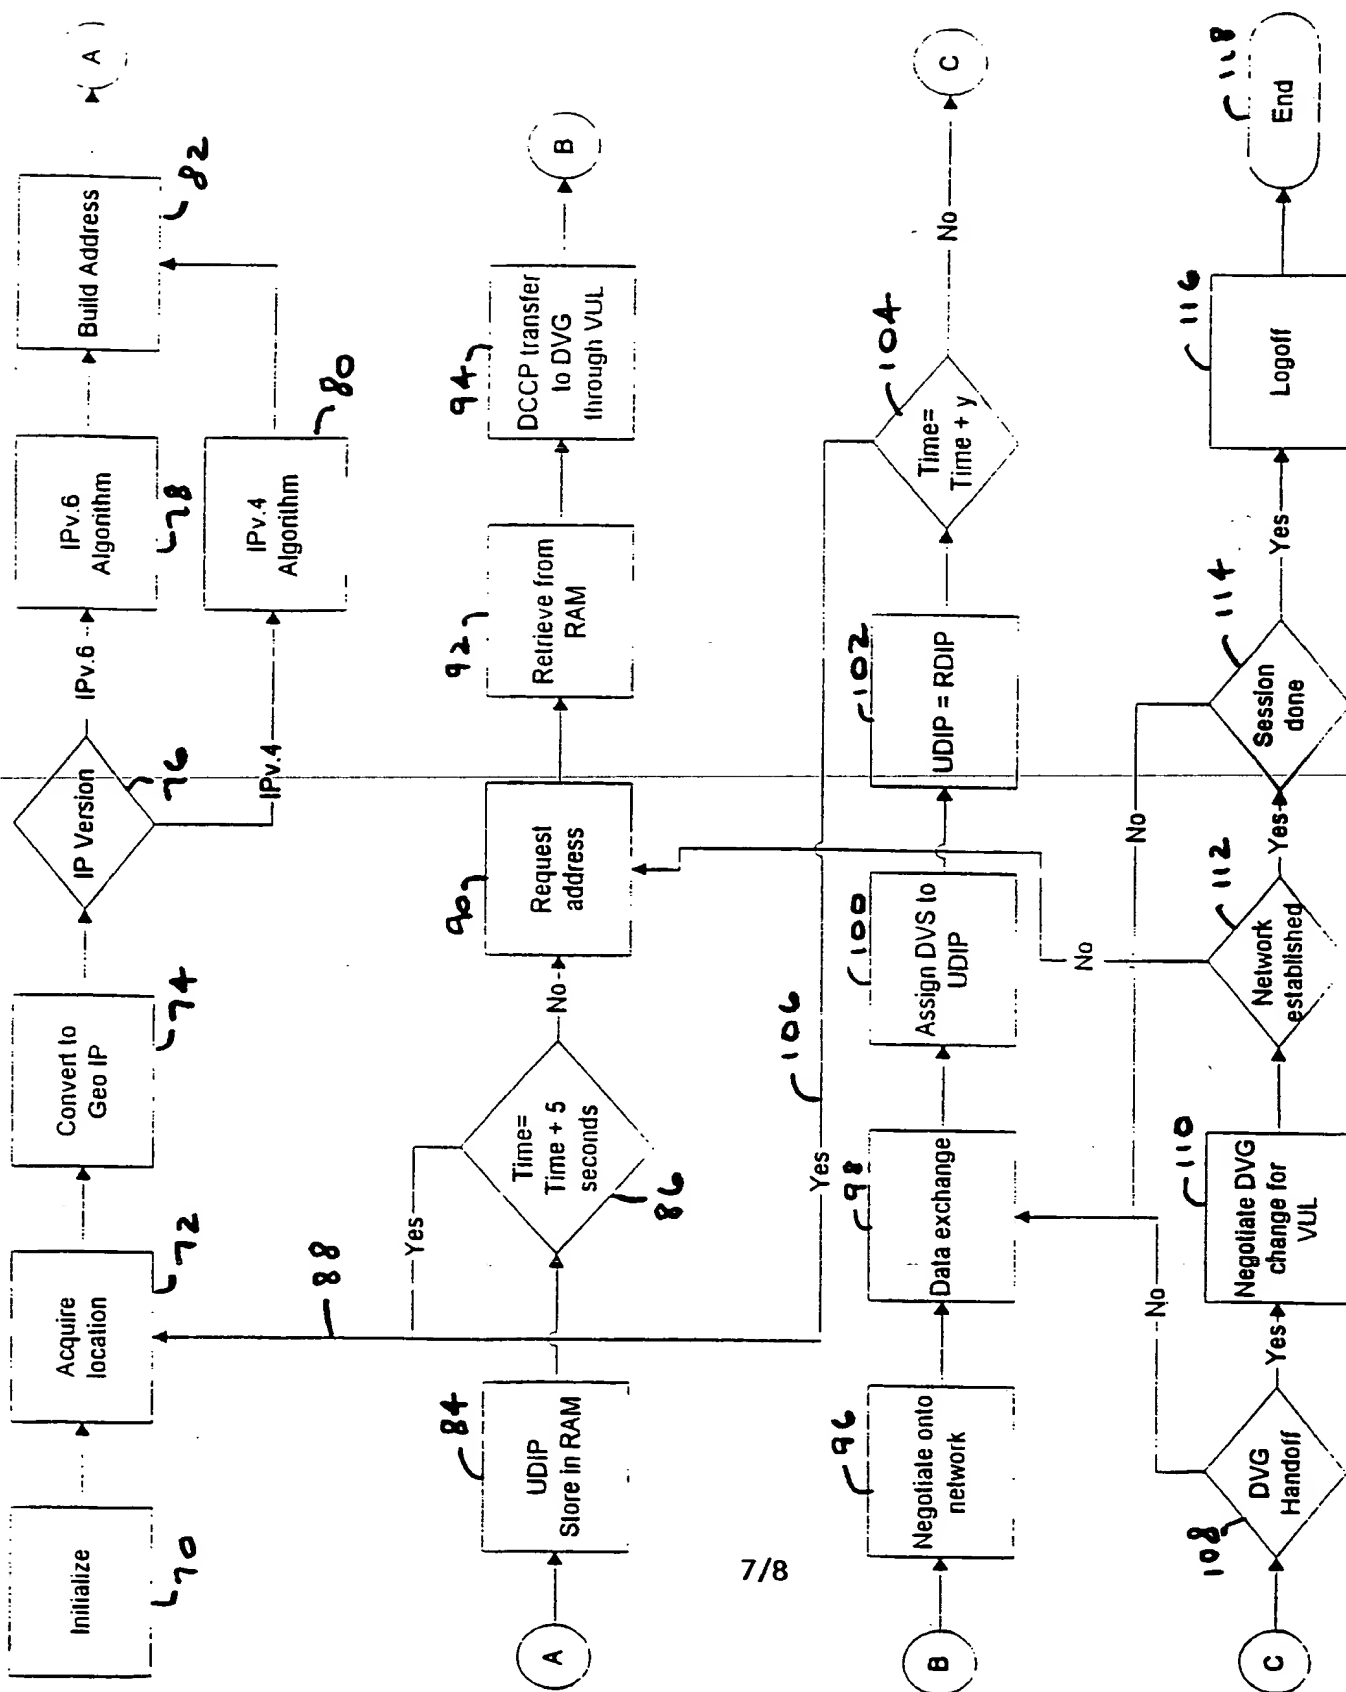 Initialize
70
Acquire
location
72
Convert to
Geo IP
74
IP Version
76
IPv.6
IPv.4
IPv.6
Algorithm
78
IPv.4
Algorithm
80
Build Address
82
A
A
UDIP
Store in RAM
84
Time=
Time + 5
seconds
86
Yes
88
No
Request
address
90
Retrieve from
RAM
92
DCCP transfer
to DVG
through VUL
94
B
B
Negotiate onto
network
96
Data exchange
98
Assign DVS to
UDIP
100
UDIP = RDIP
102
Time=
Time + y
104
Yes
106
No
C
C
DVG
Handoff
108
Yes
No
Negotiate DVG
change for
VUL
110
Network
established
112
No
Yes
Session
done
114
No
Yes
Logoff
116
End
118
7/8